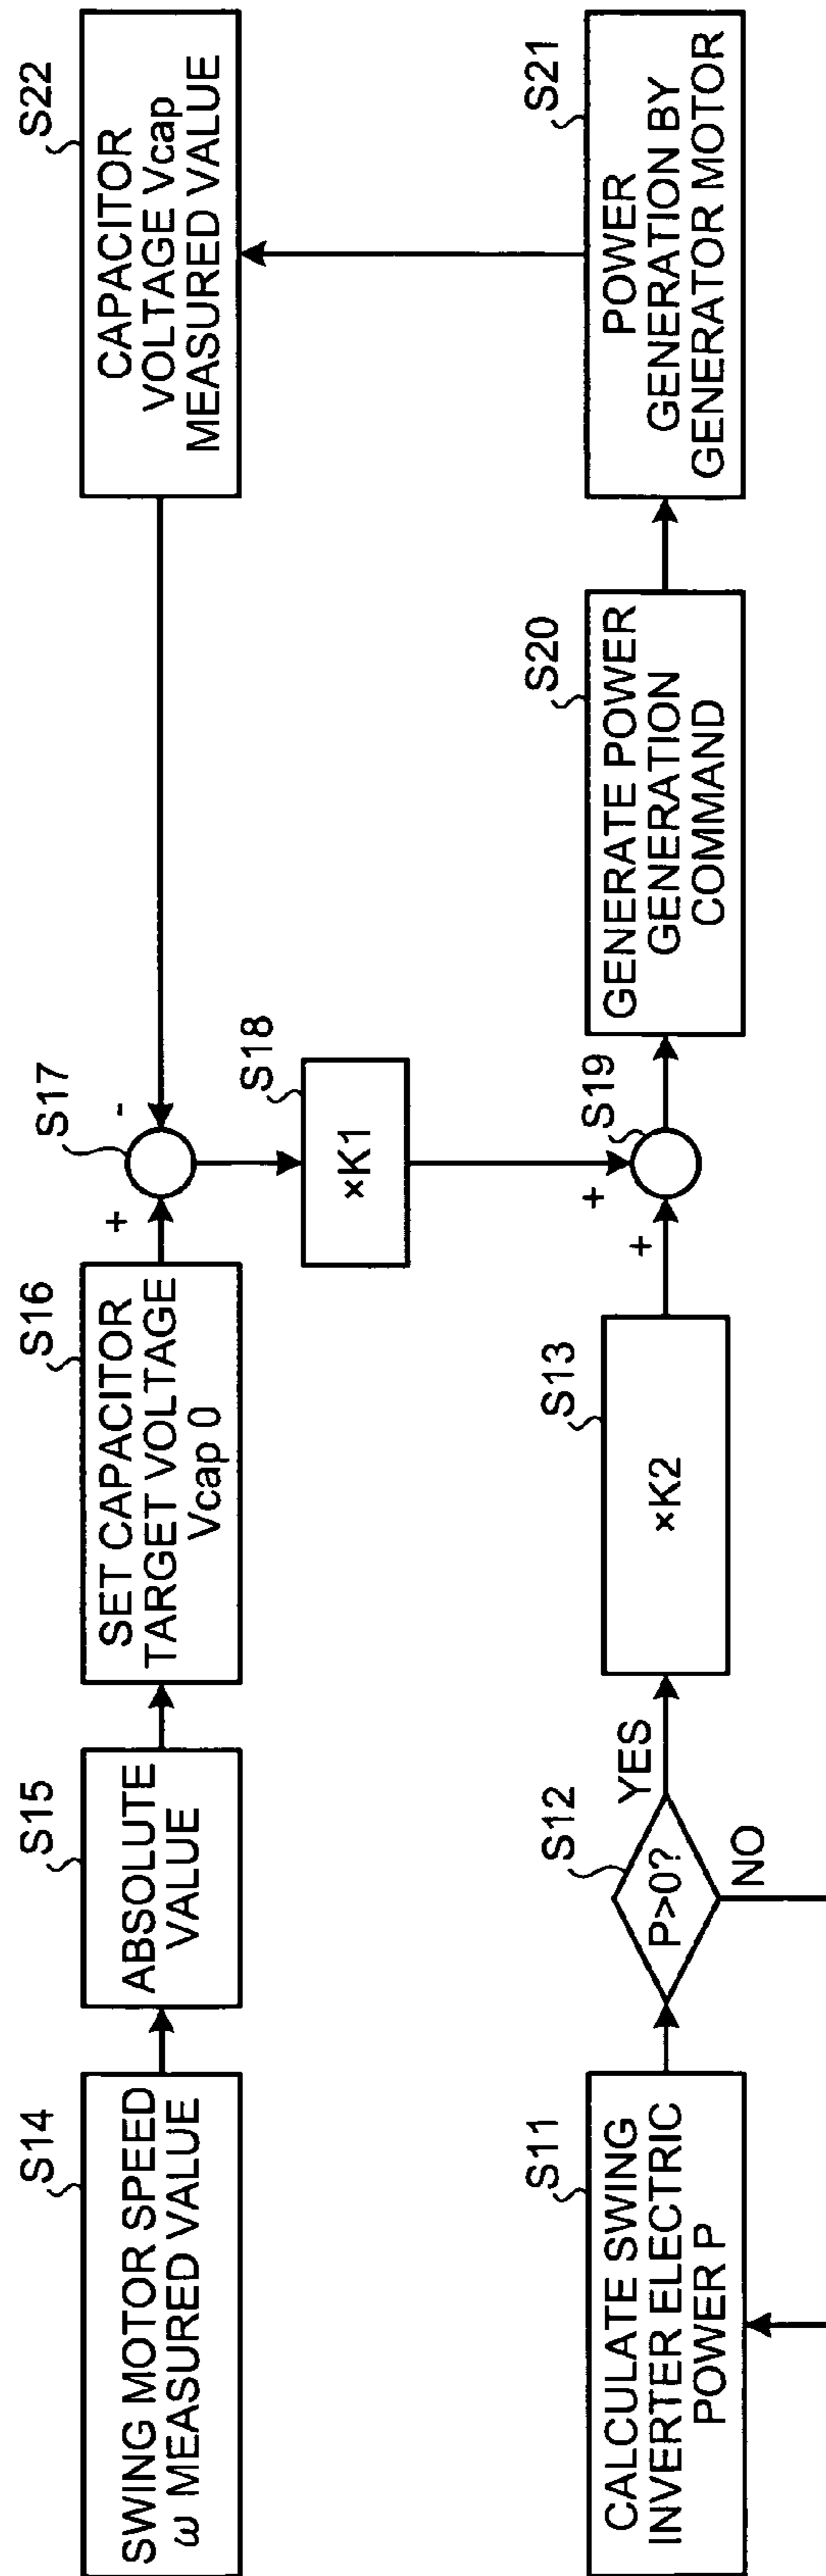 S14
SWING MOTOR SPEED
ω MEASURED VALUE
S15
ABSOLUTE
VALUE
S16
SET CAPACITOR
TARGET VOLTAGE
Vcap 0
S17
+
-
S22
CAPACITOR
VOLTAGE Vcap
MEASURED VALUE
S18
×K1
S11
CALCULATE SWING
INVERTER ELECTRIC
POWER P
S12
P>0?
YES
NO
S13
×K2
S19
+
+
S20
GENERATE POWER
GENERATION
COMMAND
S21
POWER
GENERATION BY
GENERATOR MOTOR